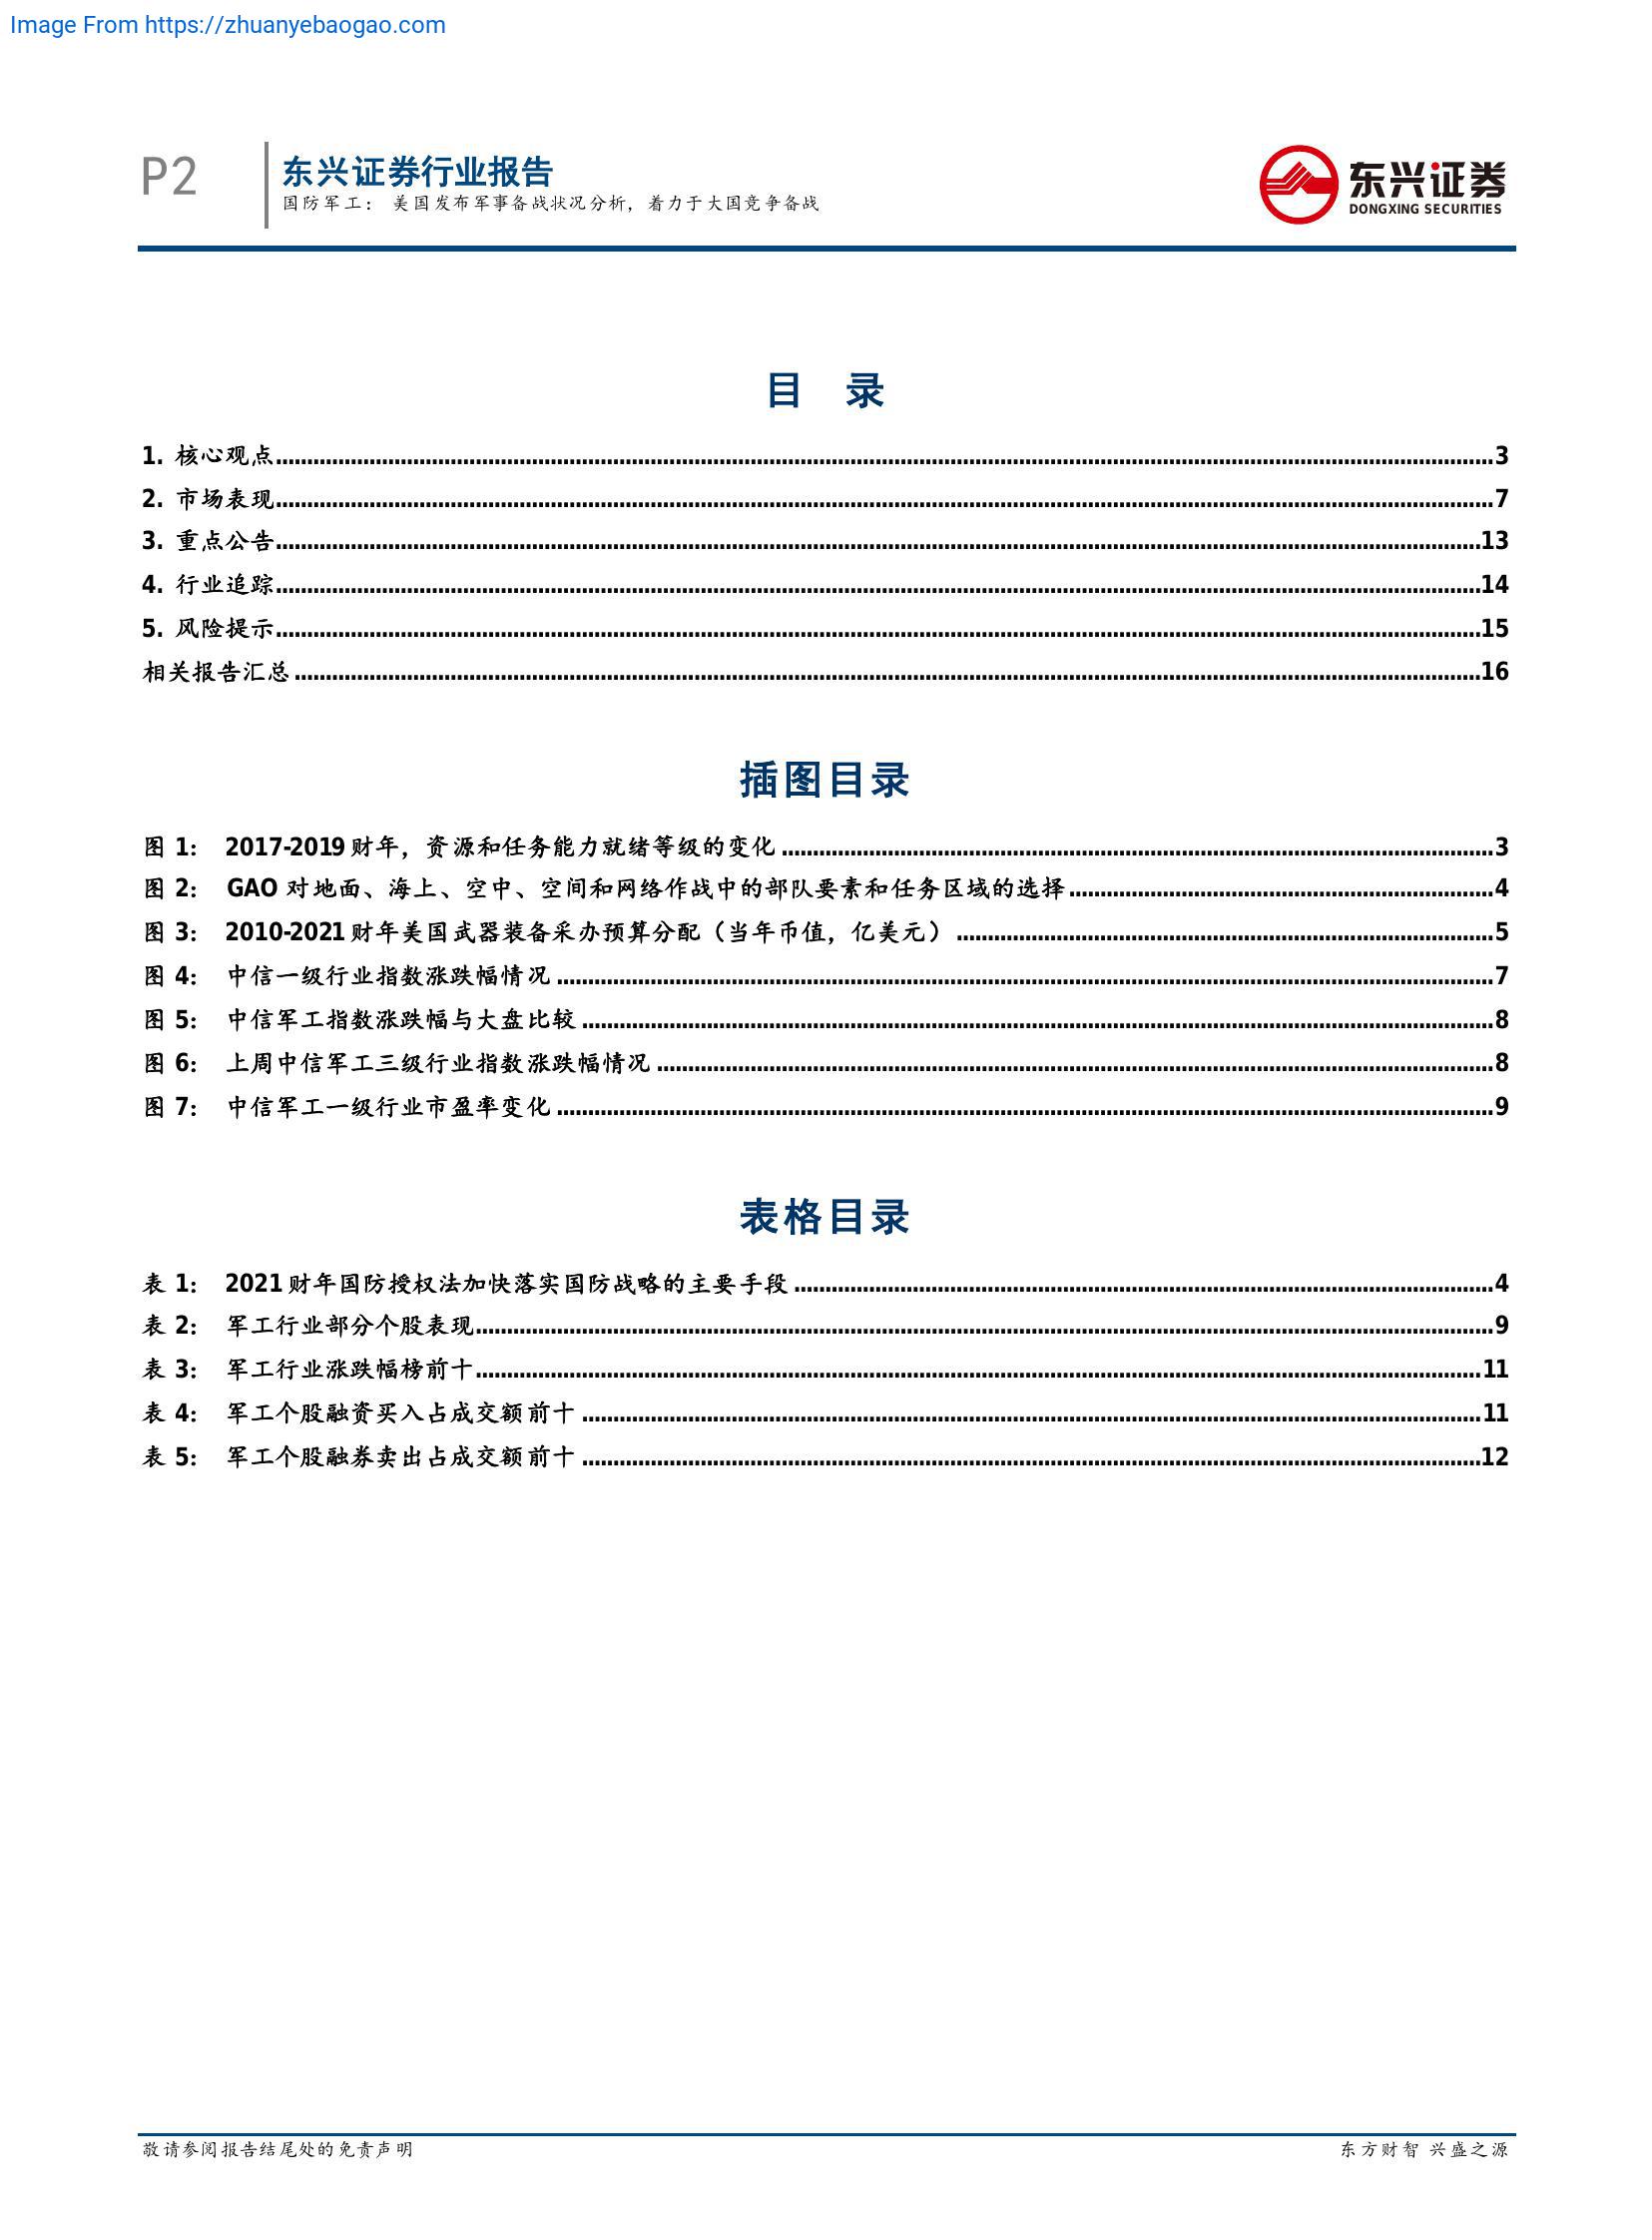 Image From https://zhuanyebaogao.com
P2
东兴证券行业报告
国防军工： 美国发布军事备战状况分析，着力于大国竞争备战
东兴证券
DONGXING SECURITIES
目 录
1. 核心观点 3
2. 市场表现 7
3. 重点公告 13
4. 行业追踪 14
5. 风险提示 15
相关报告汇总 16
插图目录
图 1： 2017-2019 财年，资源和任务能力就绪等级的变化 3
图 2： GAO 对地面、海上、空中、空间和网络作战中的部队要素和任务区域的选择 4
图 3： 2010-2021 财年美国武器装备采办预算分配（当年币值，亿美元） 5
图 4： 中信一级行业指数涨跌幅情况 7
图 5： 中信军工指数涨跌幅与大盘比较 8
图 6： 上周中信军工三级行业指数涨跌幅情况 8
图 7： 中信军工一级行业市盈率变化 9
表格目录
表 1： 2021 财年国防授权法加快落实国防战略的主要手段 4
表 2： 军工行业部分个股表现 9
表 3： 军工行业涨跌幅榜前十 11
表 4： 军工个股融资买入占成交额前十 11
表 5： 军工个股融券卖出占成交额前十 12
敬请参阅报告结尾处的免责声明
东方财智 兴盛之源